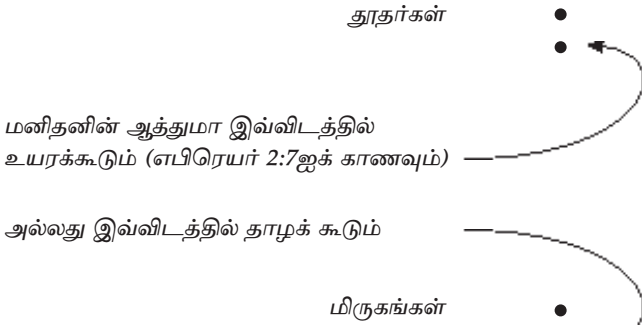 தூதர்கள்
மனிதனின் ஆத்துமா இவ்விடத்தில்
உயரக்கூடும் (எபிரெயர் 2:7ஐக் காணவும்)
அல்லது இவ்விடத்தில் தாழக் கூடும்
மிருகங்கள்